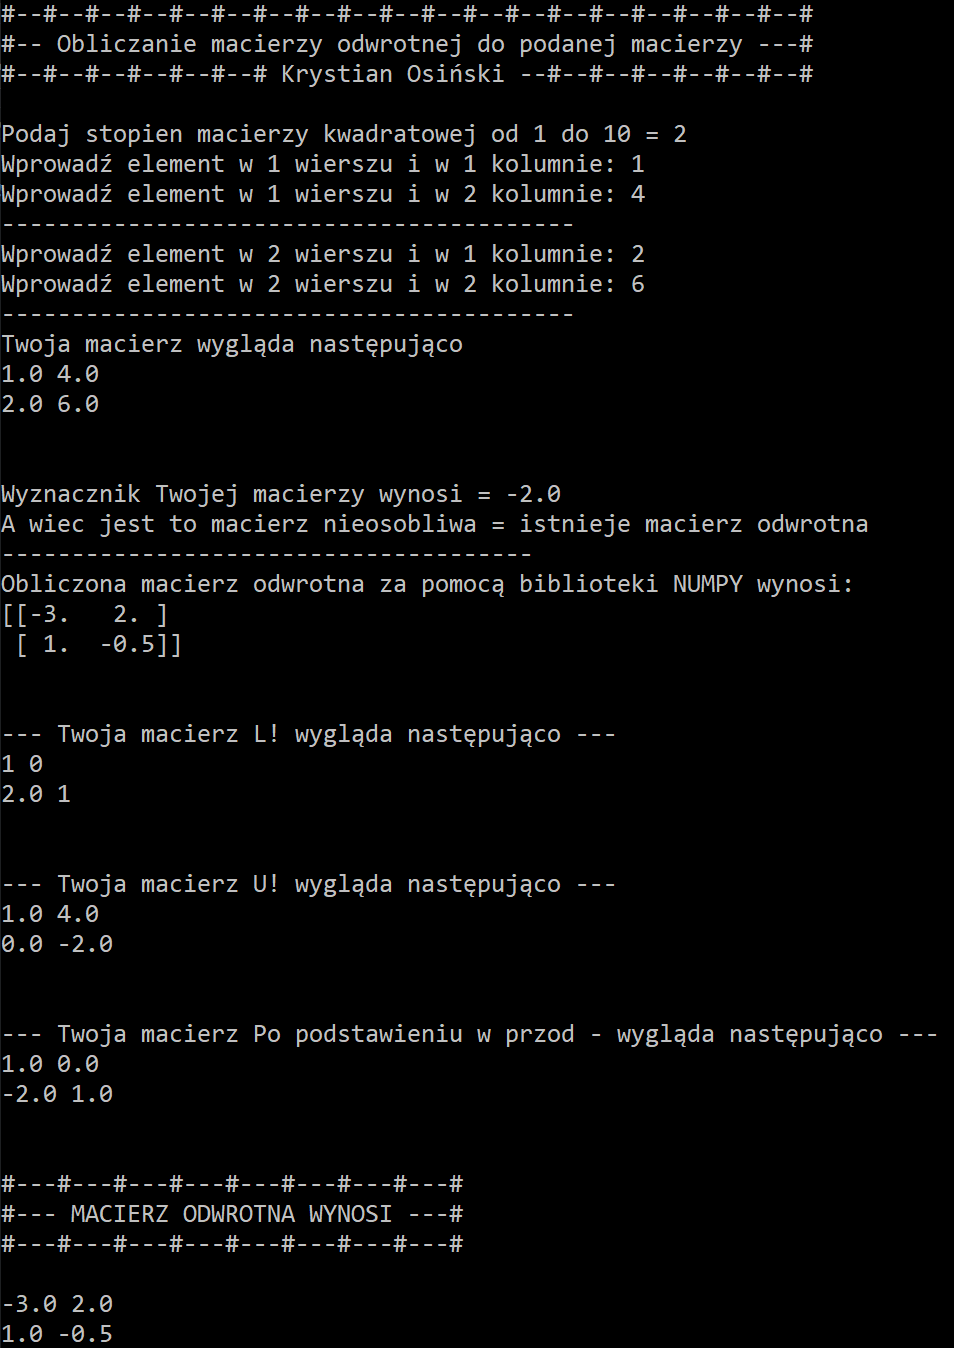 #--#--#--#--#--#--#--#--#--#--#--#--#--#--#--#--#--#--#--#
#-- Obliczanie macierzy odwrotnej do podanej macierzy ---#
#--#--#--#--#--#--# Krystian Osiński --#--#--#--#--#--#--#
Podaj stopien macierzy kwadratowej od 1 do 10 = 2
Wprowadź element w 1 wierszu i w 1 kolumnie: 1
Wprowadź element w 1 wierszu i w 2 kolumnie: 4
-----------------------------------------
Wprowadź element w 2 wierszu i w 1 kolumnie: 2
Wprowadź element w 2 wierszu i w 2 kolumnie: 6
-----------------------------------------
Twoja macierz wygląda następująco
1.0 4.0
2.0 6.0
Wyznacznik Twojej macierzy wynosi = -2.0
A wiec jest to macierz nieosobliwa = istnieje macierz odwrotna
--------------------------------------
Obliczona macierz odwrotna za pomocą biblioteki NUMPY wynosi:
[[-3.   2. ]
 [ 1.  -0.5]]
--- Twoja macierz L! wygląda następująco ---
1 0
2.0 1
--- Twoja macierz U! wygląda następująco ---
1.0 4.0
0.0 -2.0
--- Twoja macierz Po podstawieniu w przod - wygląda następująco ---
1.0 0.0
-2.0 1.0
#---#---#---#---#---#---#---#---#
#--- MACIERZ ODWROTNA WYNOSI ---#
#---#---#---#---#---#---#---#---#
-3.0 2.0
1.0 -0.5